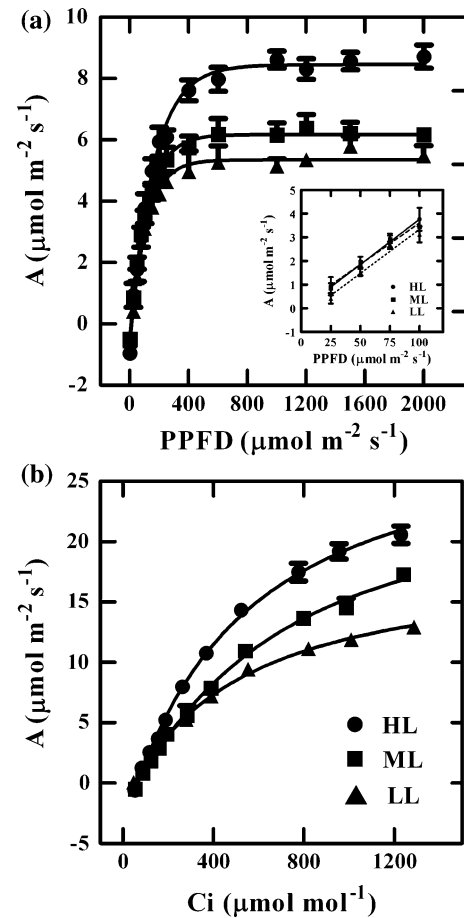 (a)
10
8
6
4
2
0
-2
A (μmol m⁻² s⁻¹)
0 400 800 1200 1600 2000
PPFD (μmol m⁻² s⁻¹)
5
4
3
2
1
0
-1
A (μmol m⁻² s⁻¹)
HL
ML
LL
25 50 75 100
PPFD (μmol m⁻² s⁻¹)
(b)
25
20
15
10
5
0
-5
A (μmol m⁻² s⁻¹)
HL
ML
LL
0 400 800 1200
Ci (μmol mol⁻¹)